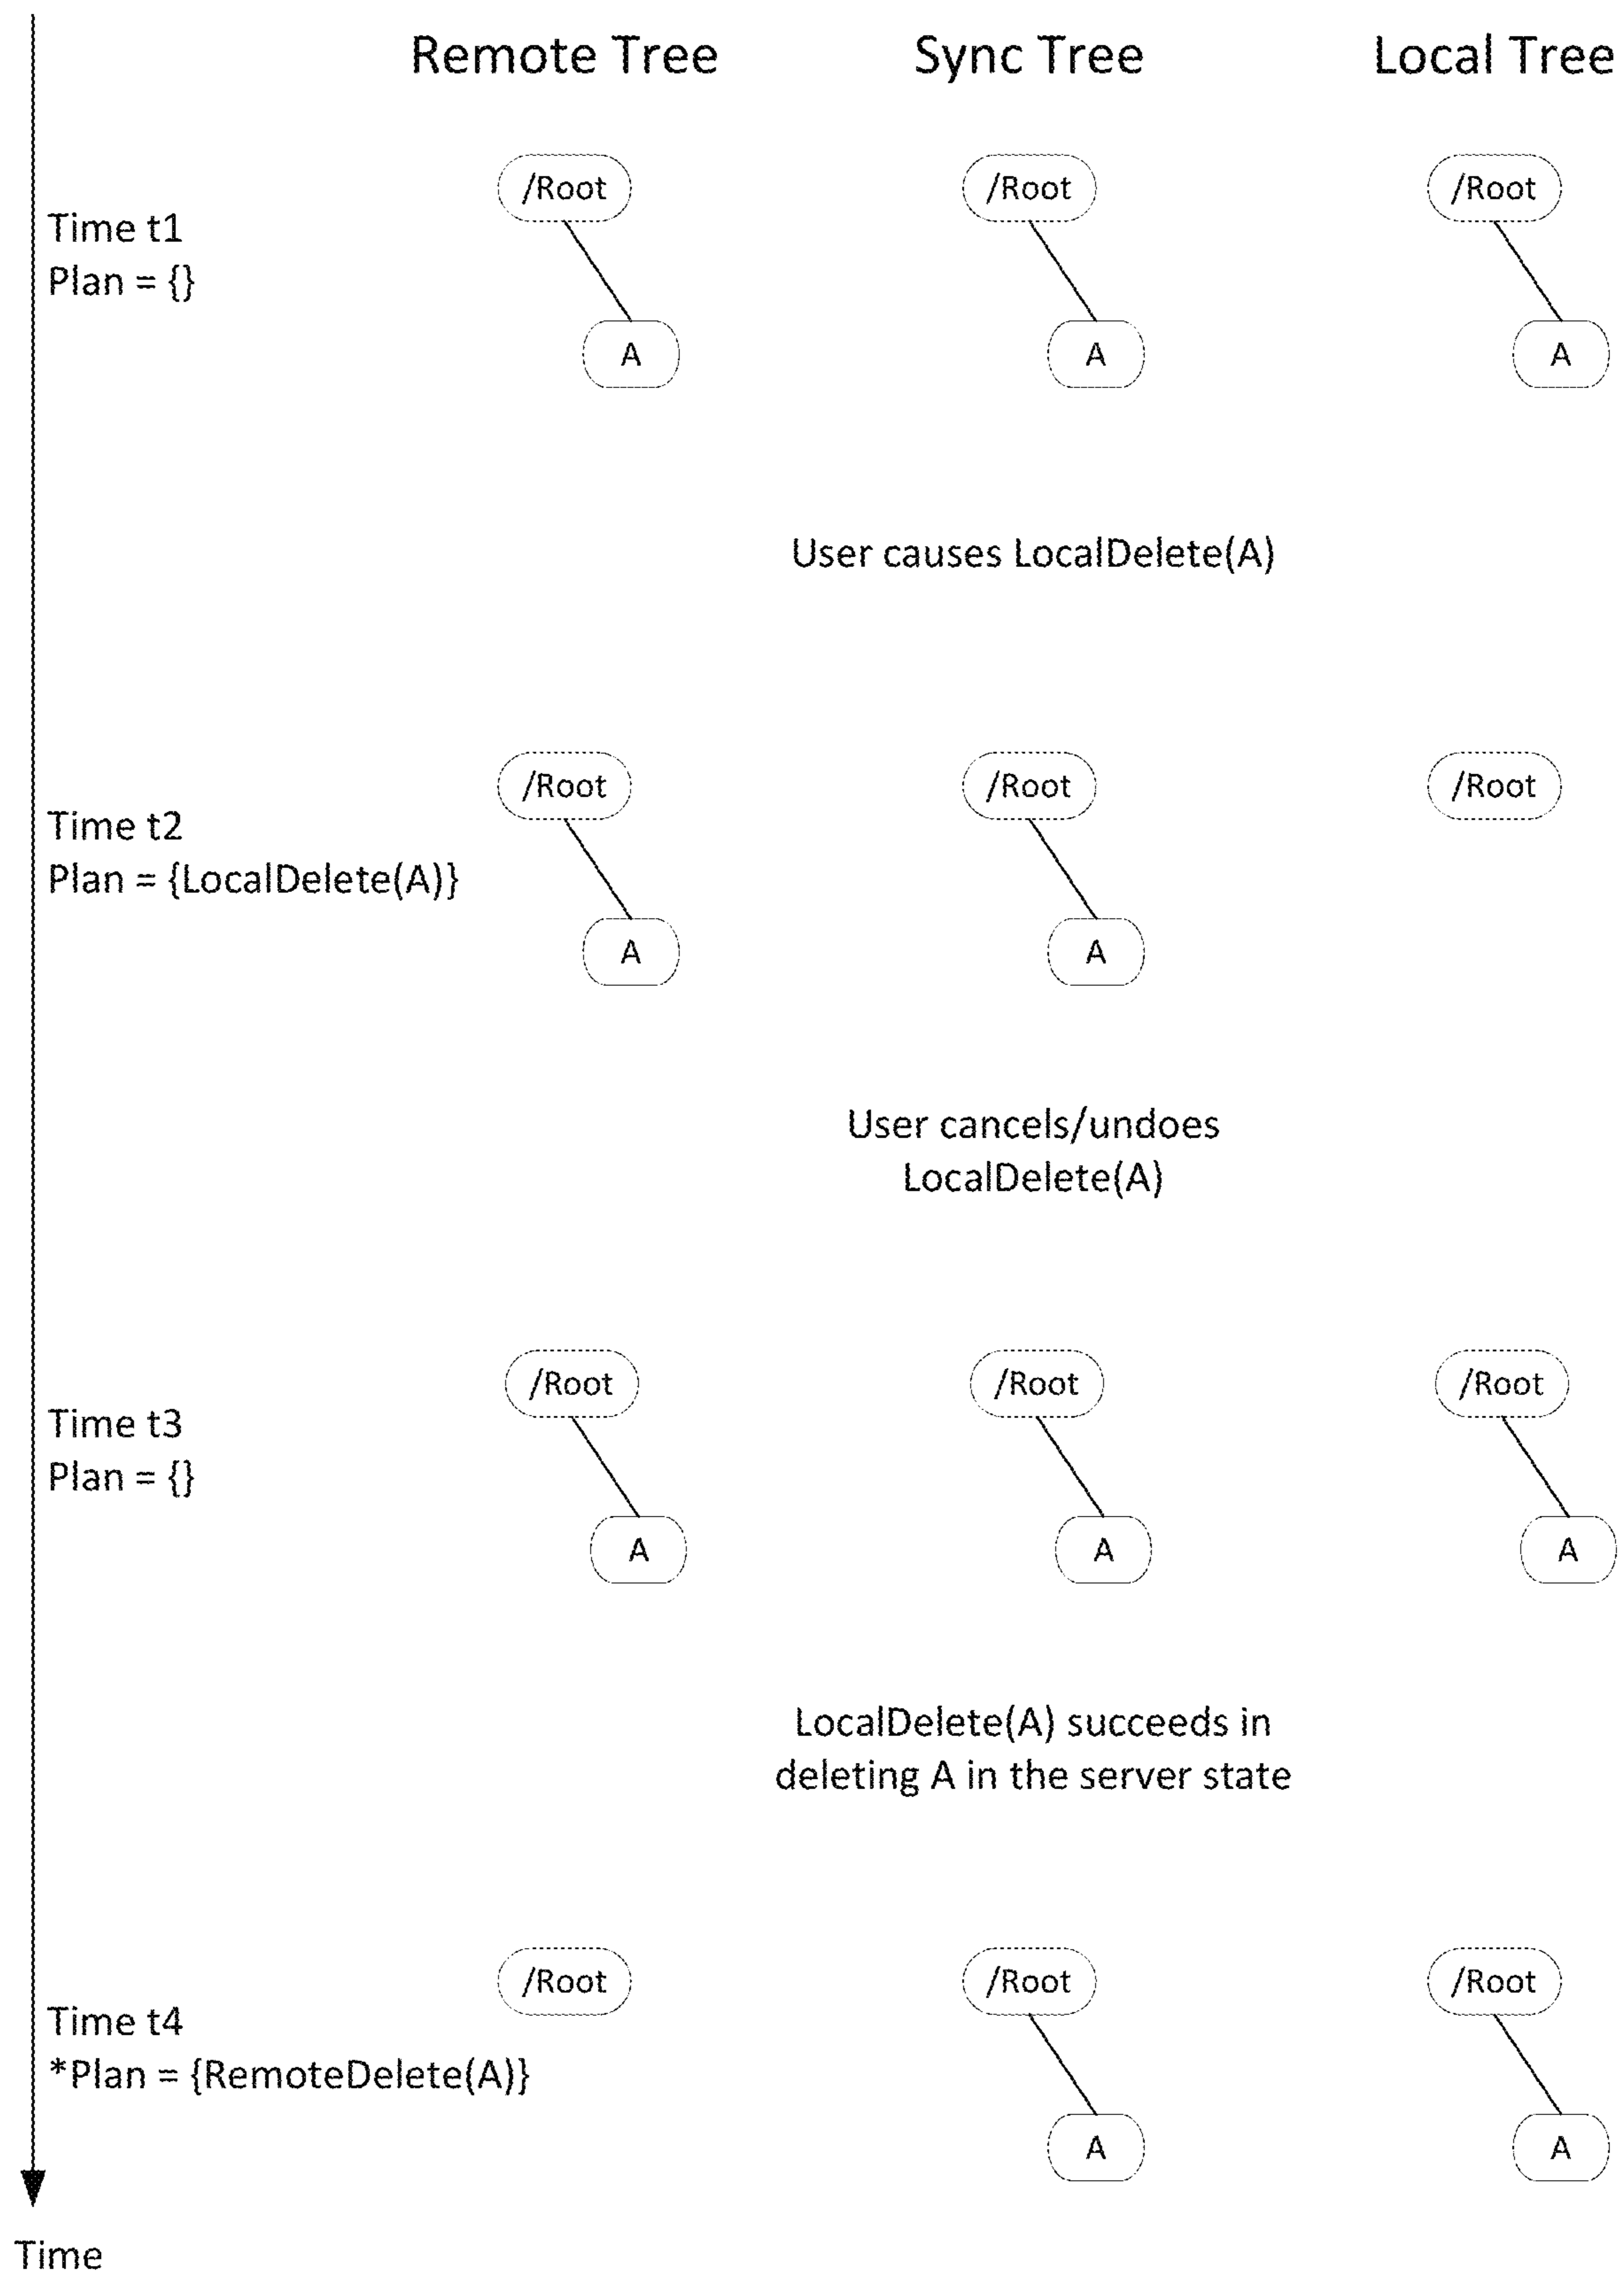 Remote Tree Sync Tree Local Tree
/Root /Root /Root
Time t1
Plan = {}
A A A
User causes LocalDelete(A)
/Root /Root /Root
Time t2
Plan = {LocalDelete(A)}
A A
User cancels/undoes
LocalDelete(A)
/Root /Root /Root
Time t3
Plan = {}
A A A
LocalDelete(A) succeeds in
deleting A in the server state
/Root /Root /Root
Time t4
*Plan = {RemoteDelete(A)}
A A
Time